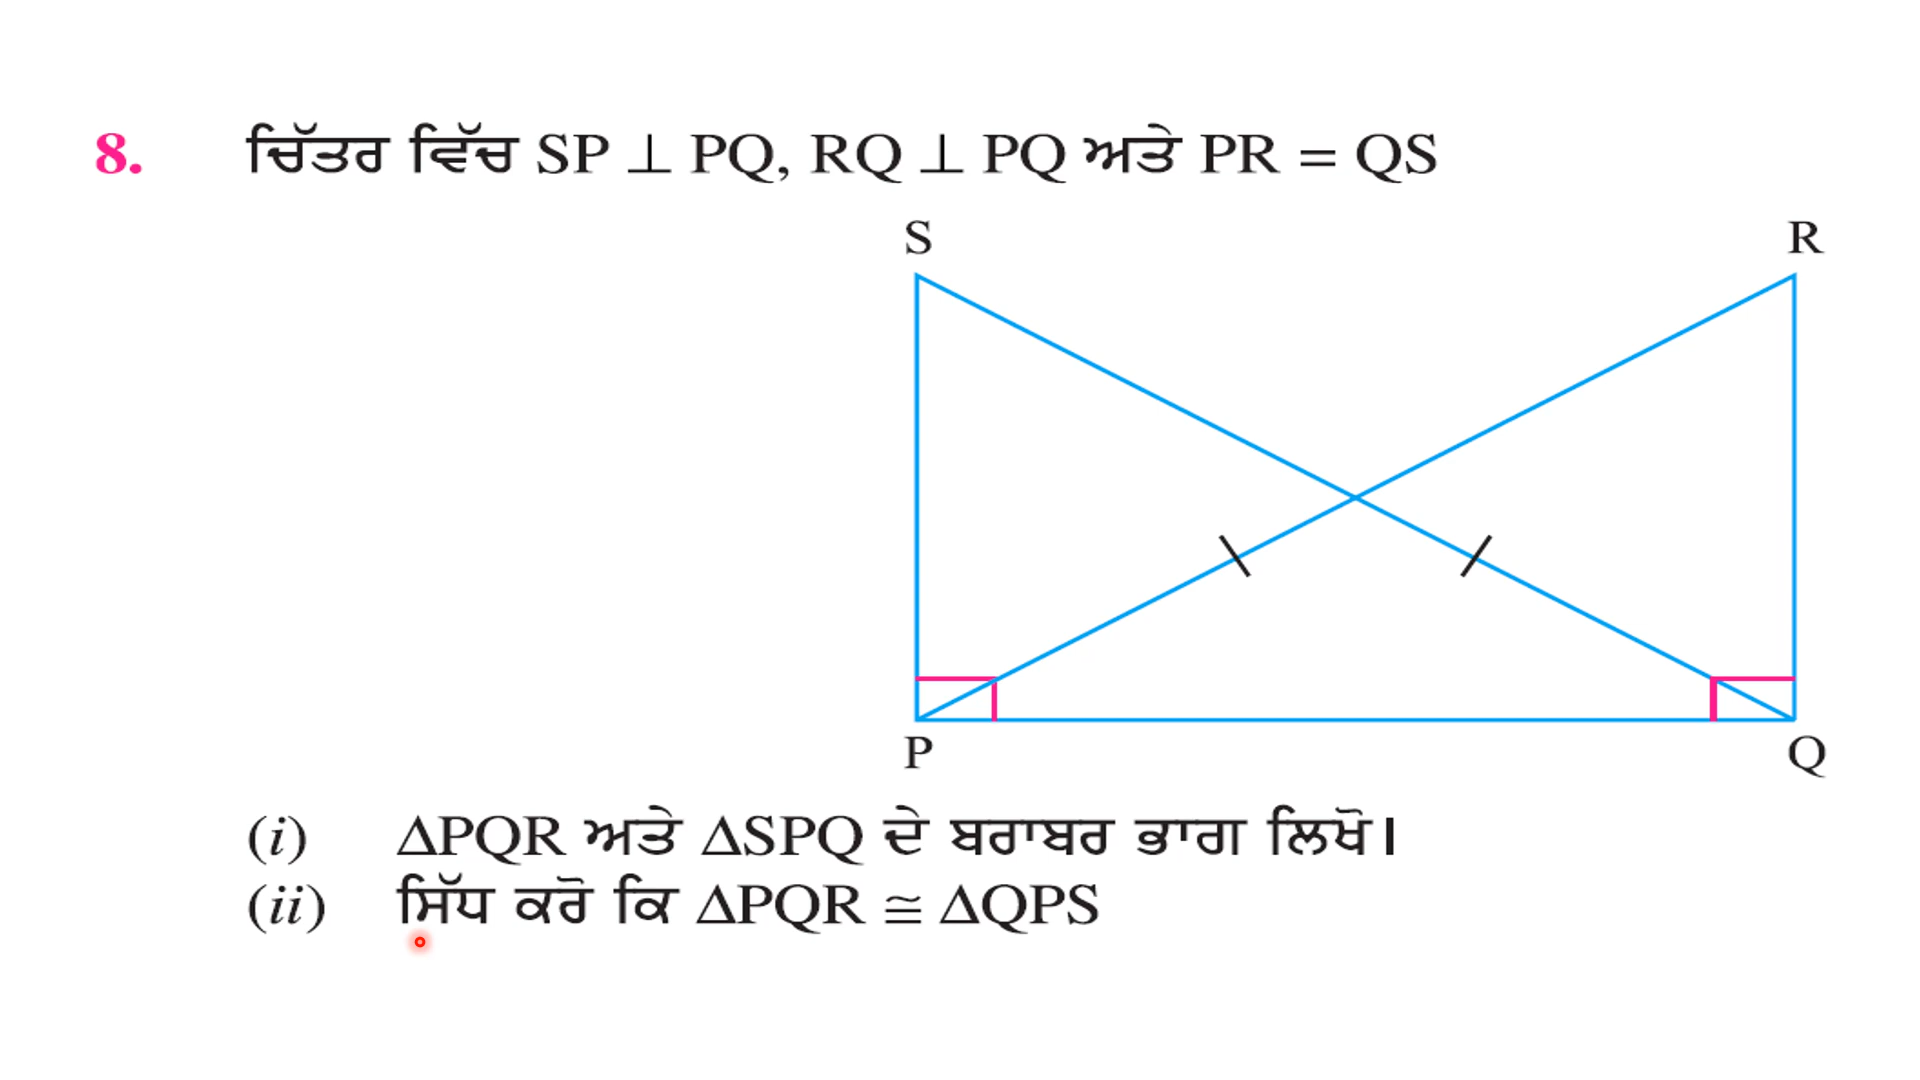 8. ਚਿੱਤਰ ਵਿੱਚ SP ⊥ PQ, RQ ⊥ PQ ਅਤੇ PR = QS
S R
P Q
(i) ΔPQR ਅਤੇ ΔSPQ ਦੇ ਬਰਾਬਰ ਭਾਗ ਲਿਖੋ।
(ii) ਸਿੱਧ ਕਰੋ ਕਿ ΔPQR ≅ ΔQPS